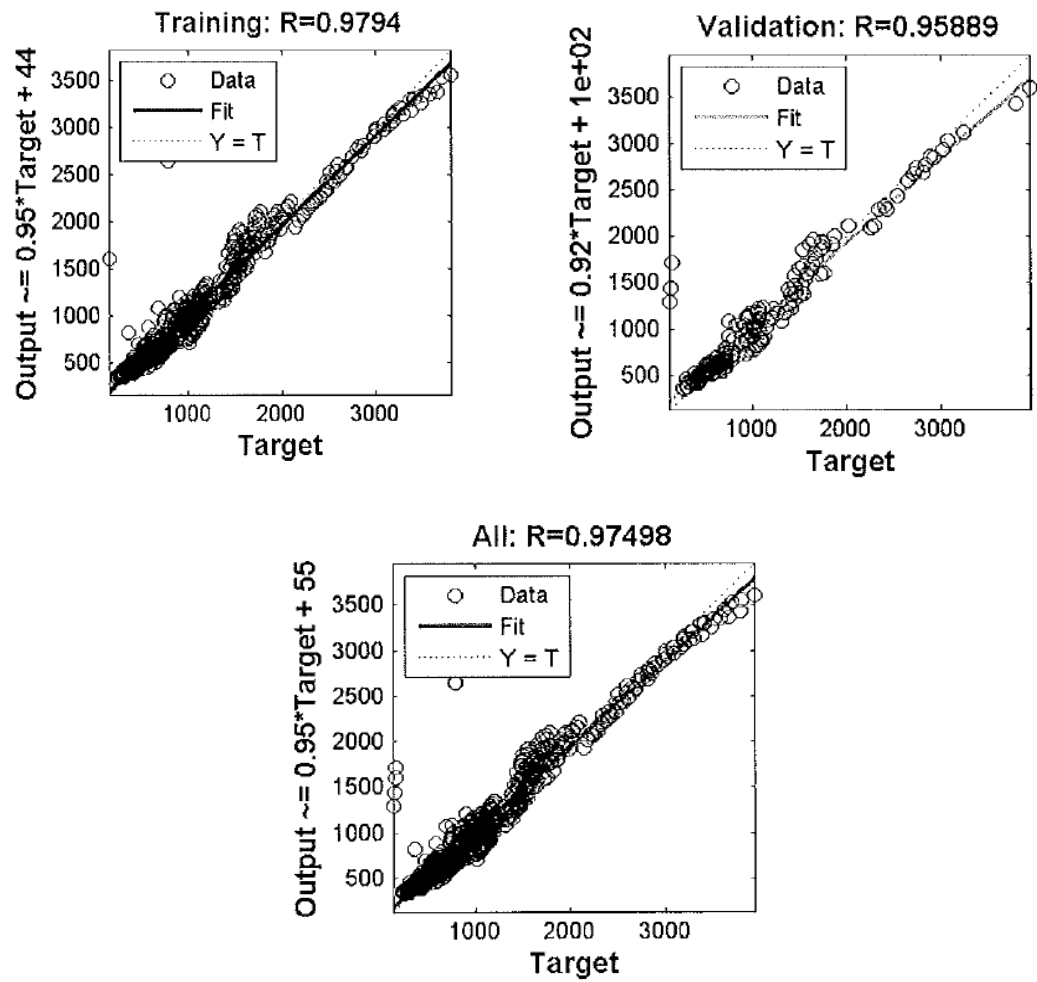 Training: R=0.9794
Output ~= 0.95*Target + 44
3500
3000
2500
2000
1500
1000
500
Data
Fit
Y = T
1000 2000 3000
Target
Validation: R=0.95889
Output ~= 0.92*Target + 1e+02
3500
3000
2500
2000
1500
1000
500
Data
Fit
Y = T
1000 2000 3000
Target
All: R=0.97498
Output ~= 0.95*Target + 55
3500
3000
2500
2000
1500
1000
500
Data
Fit
Y = T
1000 2000 3000
Target